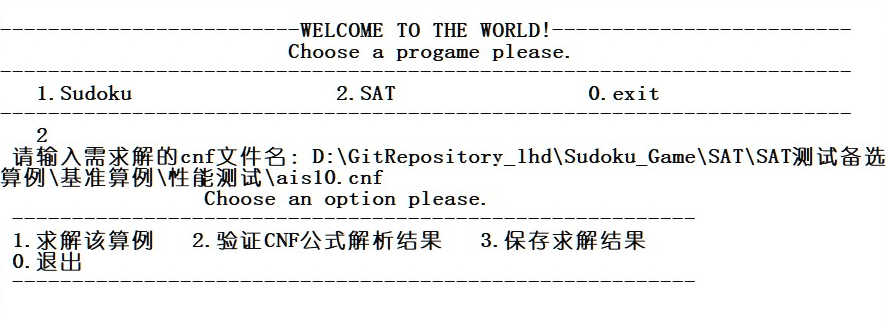 -------------------------WELCOME TO THE WORLD!-------------------------
Choose a progame please.
-----------------------------------------------------------------------
1.Sudoku 2.SAT 0.exit
-----------------------------------------------------------------------
2
请输入需求解的cnf文件名：D:\GitRepository_lhd\Sudoku_Game\SAT\SAT测试备选
算例\基准算例\性能测试\ais10.cnf
Choose an option please.
---------------------------------------------------------
1.求解该算例 2.验证CNF公式解析结果 3.保存求解结果
0.退出
---------------------------------------------------------